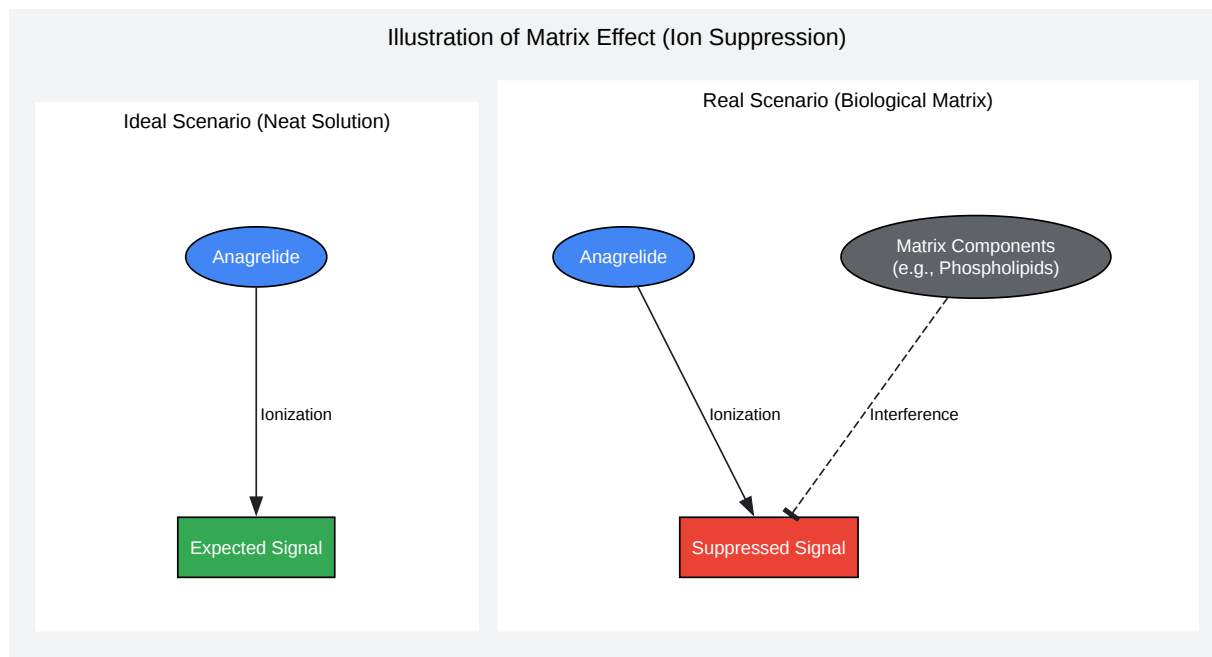 Illustration of Matrix Effect (Ion Suppression)
Ideal Scenario (Neat Solution)
Anagrelide
Ionization
Expected Signal
Real Scenario (Biological Matrix)
Anagrelide
Matrix Components
(e.g., Phospholipids)
Ionization
Interference
Suppressed Signal